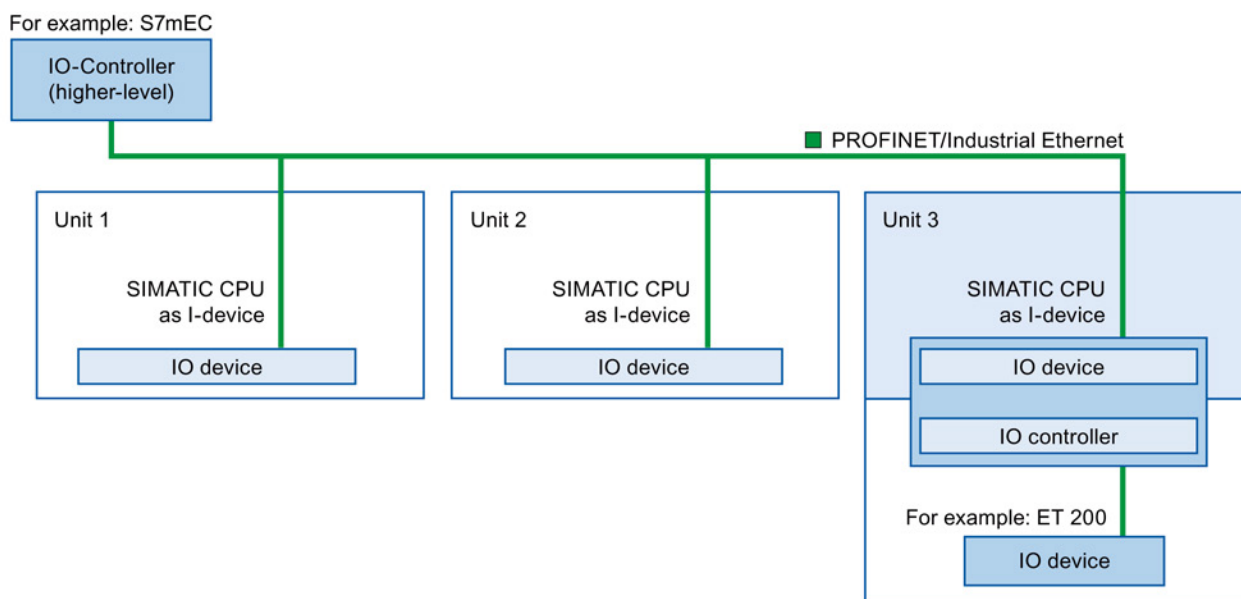 For example: S7mEC
IO-Controller
(higher-level)
PROFINET/Industrial Ethernet
Unit 1
SIMATIC CPU
as I-device
IO device
Unit 2
SIMATIC CPU
as I-device
IO device
Unit 3
SIMATIC CPU
as I-device
IO device
IO controller
For example: ET 200
IO device